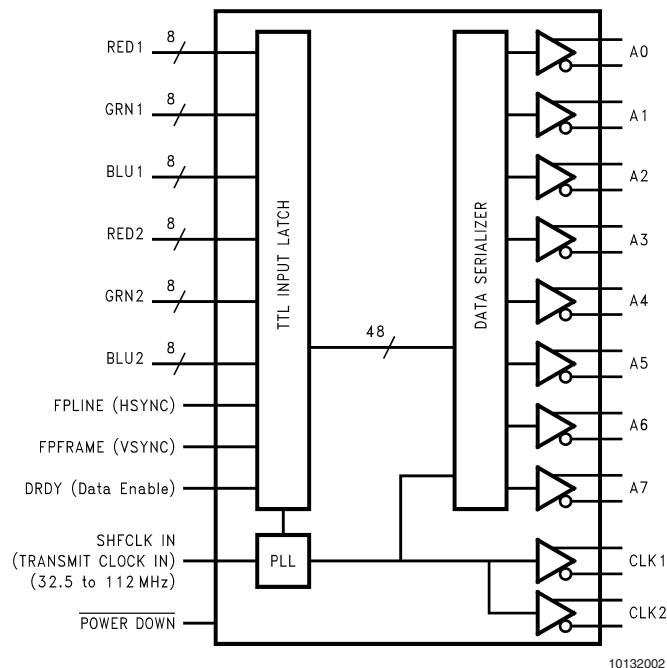 RED1 8
GRN1 8
BLU1 8
RED2 8
GRN2 8
BLU2 8
FPLINE (HSYNC)
FPFRAME (VSYNC)
DRDY (Data Enable)
SHFCLK IN
(TRANSMIT CLOCK IN)
(32.5 to 112 MHz)
POWER DOWN
TTL INPUT LATCH
PLL
48
DATA SERIALIZER
A0
A1
A2
A3
A4
A5
A6
A7
CLK1
CLK2
10132002